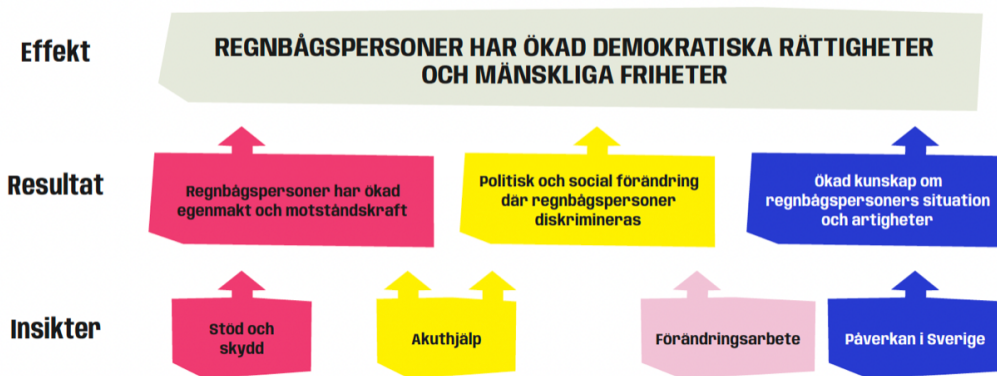 Effekt
REGNBÅGSPERSONER HAR ÖKAD DEMOKRATISKA RÄTTIGHETER
OCH MÄNSKLIGA FRIHETER
Resultat
Regnbågspersoner har ökad
egenmakt och motståndskraft
Politisk och social förändring
där regnbågspersoner
diskrimineras
Ökad kunskap om
regnbågspersoners situation
och artigheter
Insikter
Stöd och
skydd
Akuthjälp
Förändringsarbete
Påverkan i Sverige